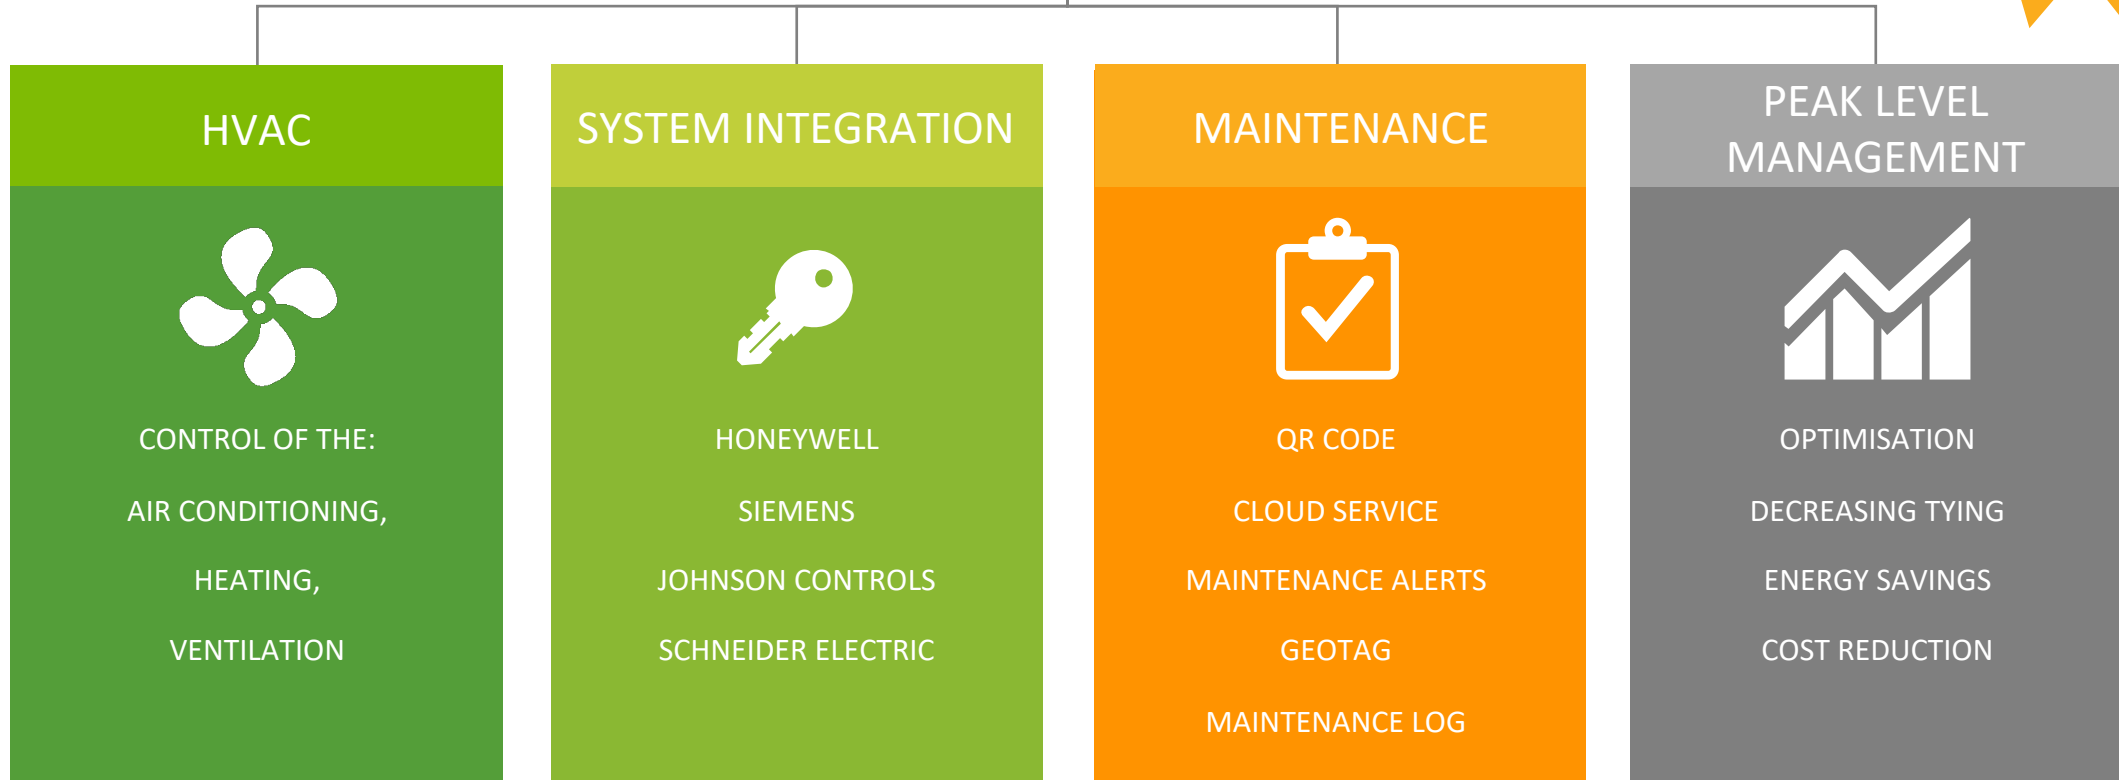 HVAC
CONTROL OF THE:
AIR CONDITIONING,
HEATING,
VENTILATION
SYSTEM INTEGRATION
HONEYWELL
SIEMENS
JOHNSON CONTROLS
SCHNEIDER ELECTRIC
MAINTENANCE
QR CODE
CLOUD SERVICE
MAINTENANCE ALERTS
GEOTAG
MAINTENANCE LOG
PEAK LEVEL
MANAGEMENT
OPTIMISATION
DECREASING TYING
ENERGY SAVINGS
COST REDUCTION